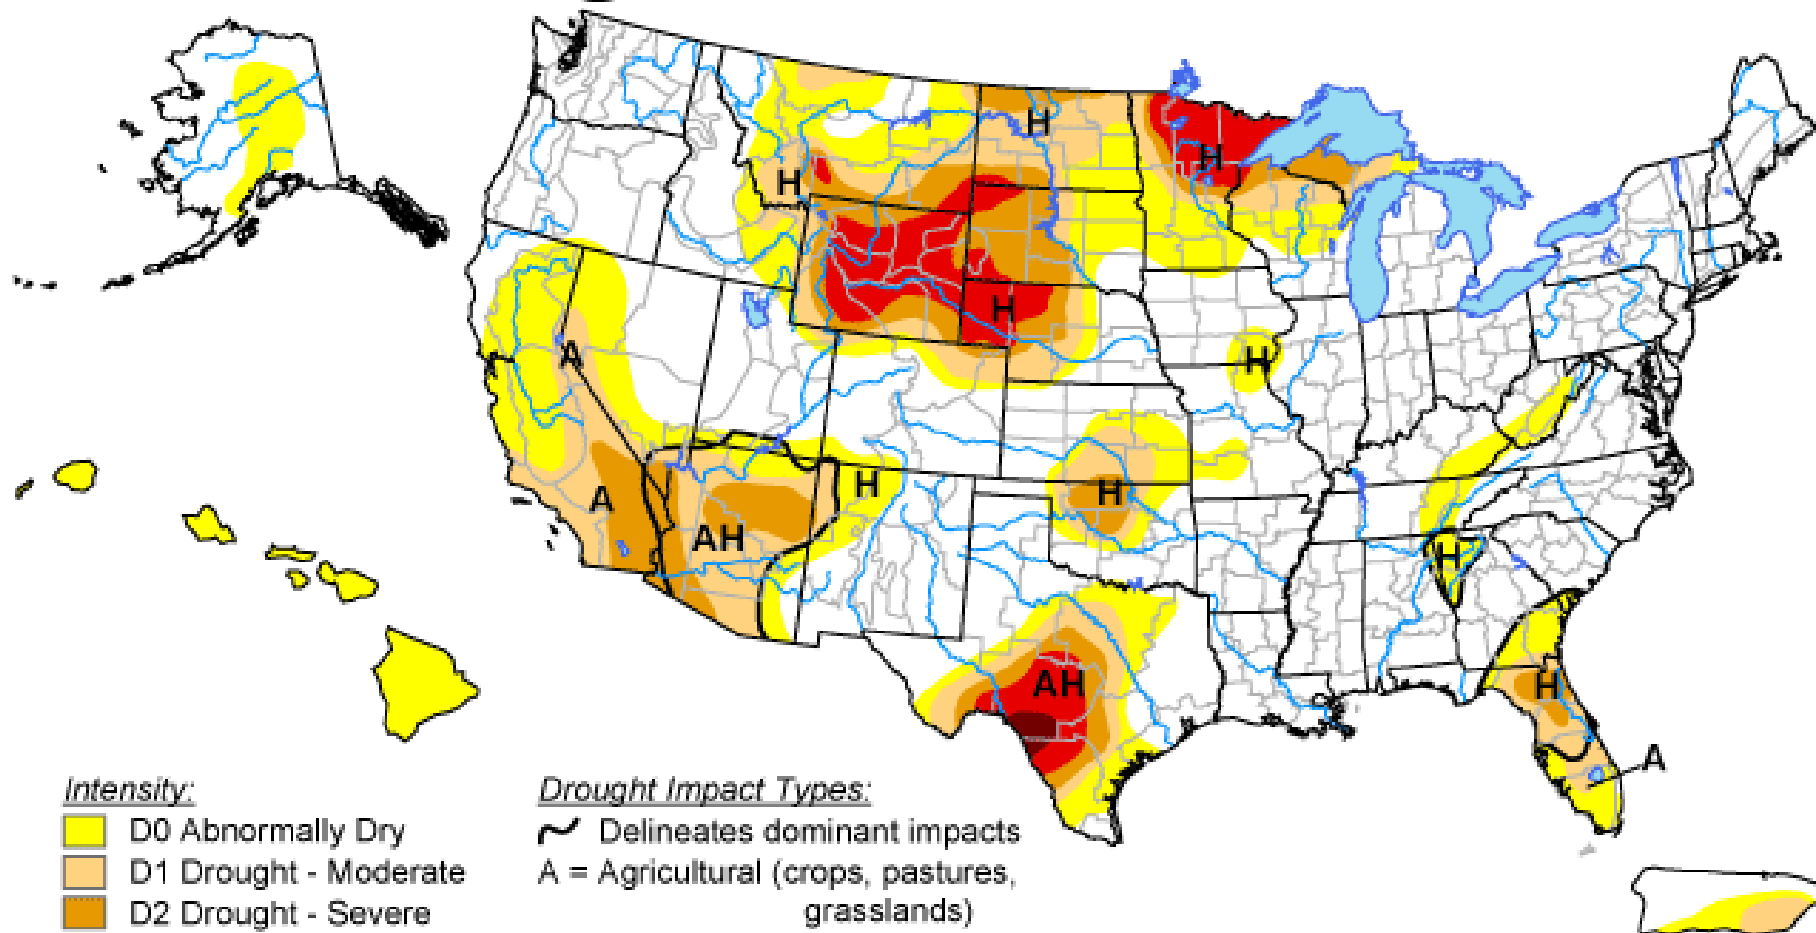 H
H
H
A
H
H
A
H
H
AH
H
AH
H
H
A
Intensity:
D0 Abnormally Dry
D1 Drought - Moderate
D2 Drought - Severe
Drought Impact Types:
~ Delineates dominant impacts
A = Agricultural (crops, pastures,
grasslands)